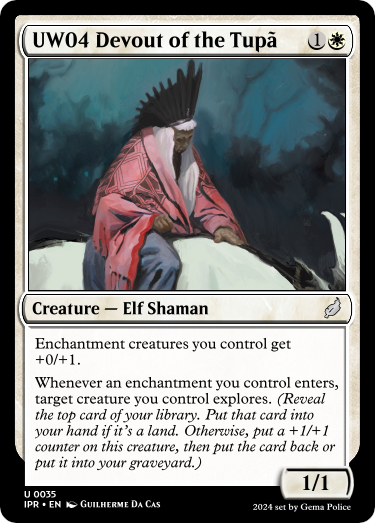 UW04 Devout of the Tupã 1
Creature — Elf Shaman
Enchantment creatures you control get
+0/+1.
Whenever an enchantment you control enters,
target creature you control explores. (Reveal
the top card of your library. Put that card into
your hand if it's a land. Otherwise, put a +1/+1
counter on this creature, then put the card back or
put it into your graveyard.)
1/1
U 0035
IPR • EN Guilherme Da Cas
2024 set by Gema Police